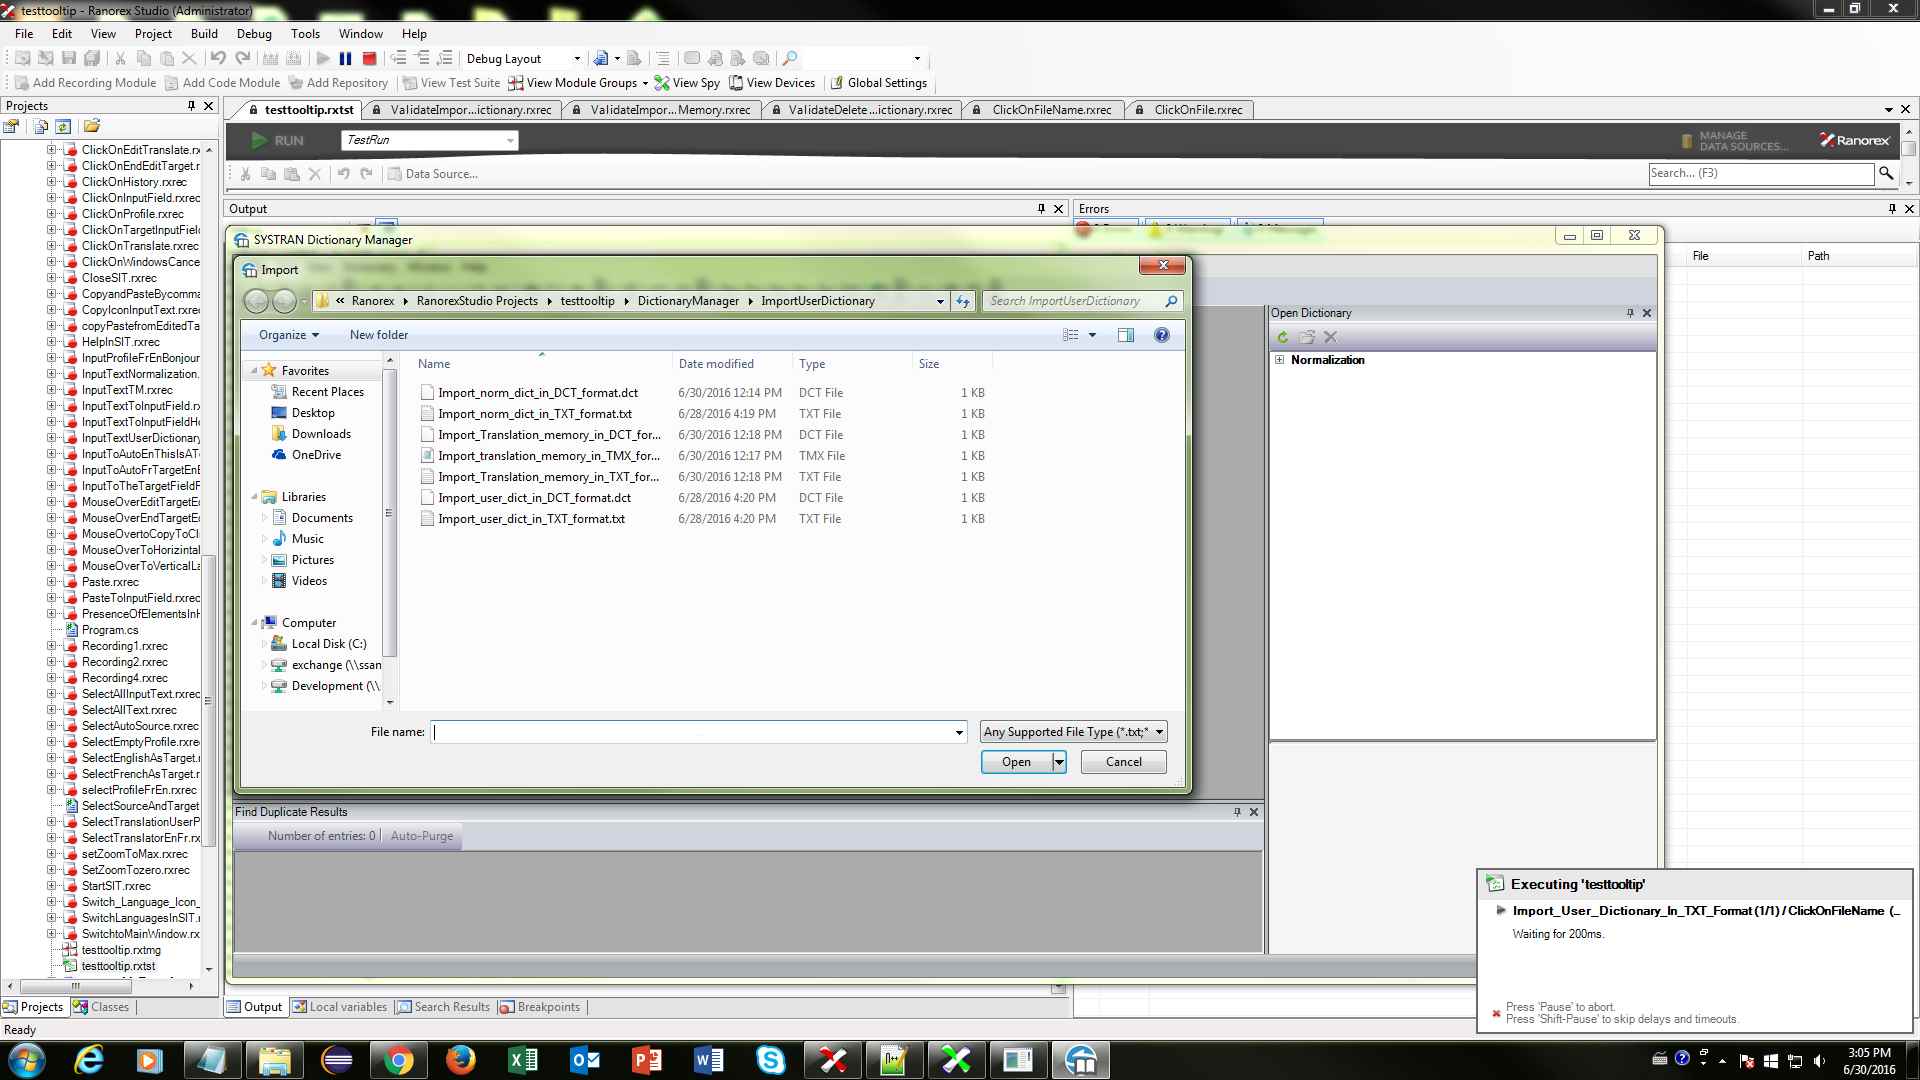 testtooltip - Ranorex Studio (Administrator)
File Edit View Project Build Debug Tools Window Help
Debug Layout
Add Recording Module Add Code Module Add Repository View Test Suite View Module Groups View Spy View Devices Global Settings
Projects
testtooltip.rxtst ValidateImpor...ictionary.rxrec ValidateImpor...Memory.rxrec ValidateDelete...ictionary.rxrec ClickOnFileName.rxrec ClickOnFile.rxrec
RUN TestRun MANAGE DATA SOURCES... Ranorex
Data Source... Search... (F3)
Output
Errors
File Path
ClickOnEditTranslate.rx
ClickOnEndEditTarget.r
ClickOnHistory.rxrec
ClickOnInputField.rxrec
ClickOnProfile.rxrec
ClickOnTargetInputField
ClickOnTranslate.rxrec
ClickOnWindowsCance
CloseSIT.rxrec
CopyandPasteBycomma
CopyIconInputText.rxrec
copyPastefromEditedTa
HelpInSIT.rxrec
InputProfileFrEnBonjour
InputTextNormalization.
InputTextTM.rxrec
InputTextToInputField.rx
InputTextToInputFieldHo
InputTextUserDictionary
InputToAutoEnThisIsAT
InputToAutoFrTargetEnE
InputToTheTargetFieldF
MouseOverEditTargetEd
MouseOverEndTargetEd
MouseOvertoCopyToCl
MouseOverToHorizintal
MouseOverToVerticalLa
Paste.rxrec
PasteToInputField.rxrec
PresenceOfElementsInH
Program.cs
Recording1.rxrec
Recording2.rxrec
Recording4.rxrec
SelectAllInputText.rxrec
SelectAllText.rxrec
SelectAutoSource.rxrec
SelectEmptyProfile.rxre
SelectEnglishAsTarget.
SelectFrenchAsTarget.r
selectProfileFrEn.rxrec
SelectSourceAndTarget
SelectTranslationUserP
SelectTranslatorEnFr.rx
setZoomToMax.rxrec
SetZoomTozero.rxrec
StartSIT.rxrec
Switch_Language_Icon_
SwitchLanguagesInSIT.r
SwitchtoMainWindow.rx
testtooltip.rxtmg
testtooltip.rxtst
Projects Classes
Ready
SYSTRAN Dictionary Manager
Import
« Ranorex RanorexStudio Projects testtooltip DictionaryManager ImportUserDictionary Search ImportUserDictionary
Organize New folder
Favorites
Recent Places
Desktop
Downloads
OneDrive
Libraries
Documents
Music
Pictures
Videos
Computer
Local Disk (C:)
exchange (\\ssan
Development (\\
Name Date modified Type Size
Import_norm_dict_in_DCT_format.dct 6/30/2016 12:14 PM DCT File 1 KB
Import_norm_dict_in_TXT_format.txt 6/28/2016 4:19 PM TXT File 1 KB
Import_Translation_memory_in_DCT_for... 6/30/2016 12:18 PM DCT File 1 KB
Import_translation_memory_in_TMX_for... 6/30/2016 12:17 PM TMX File 1 KB
Import_Translation_memory_in_TXT_for... 6/30/2016 12:18 PM TXT File 1 KB
Import_user_dict_in_DCT_format.dct 6/28/2016 4:20 PM DCT File 1 KB
Import_user_dict_in_TXT_format.txt 6/28/2016 4:20 PM TXT File 1 KB
File name: Any Supported File Type (*.txt;*
Open Cancel
Open Dictionary
Normalization
Find Duplicate Results
Number of entries: 0 Auto-Purge
Output Local variables Search Results Breakpoints
Executing 'testtooltip'
Import_User_Dictionary_In_TXT_Format (1/1) / ClickOnFileName (...
Waiting for 200ms.
Press 'Pause' to abort.
Press 'Shift-Pause' to skip delays and timeouts.
3:05 PM
6/30/2016